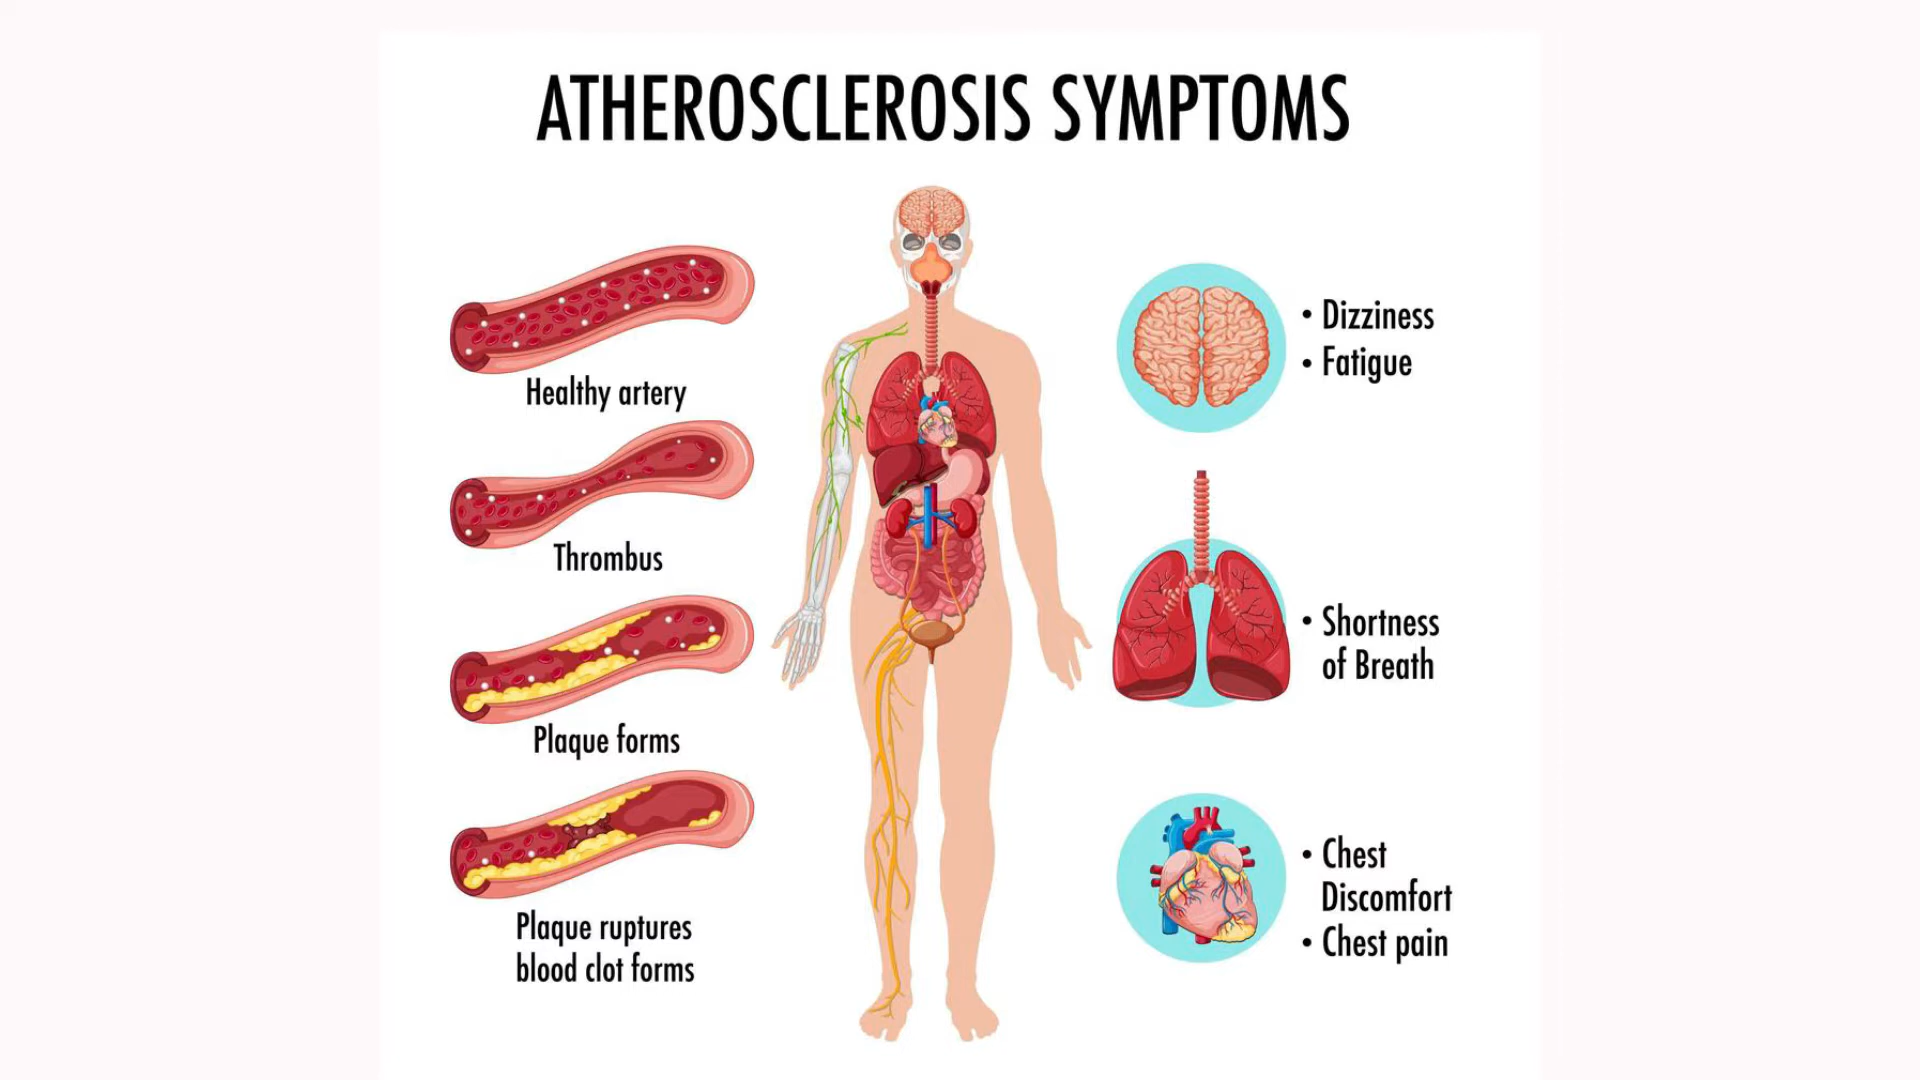 ATHEROSCLEROSIS SYMPTOMS
Healthy artery
Thrombus
Plaque forms
Plaque ruptures
blood clot forms
• Dizziness
• Fatigue
• Shortness
of Breath
• Chest
Discomfort
• Chest pain